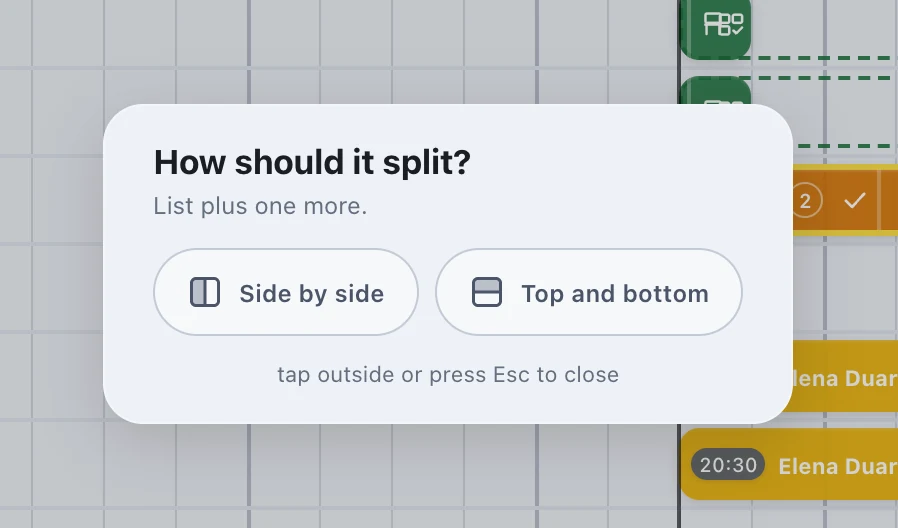 2
How should it split?
List plus one more.
Side by side
Top and bottom
tap outside or press Esc to close
20:30 Elena Duar